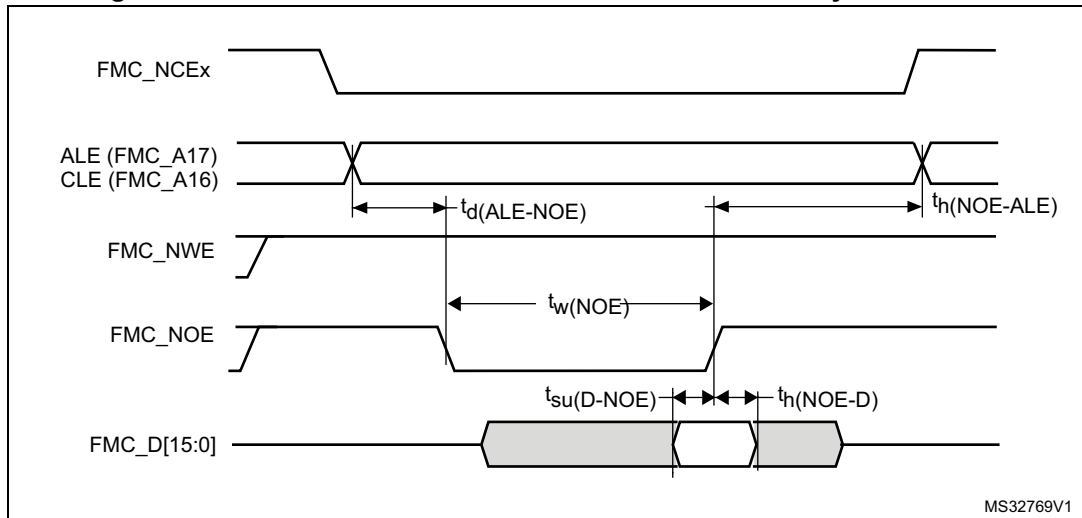 FMC_NCEx
ALE (FMC_A17)
CLE (FMC_A16)
td(ALE-NOE)
th(NOE-ALE)
FMC_NWE
tw(NOE)
FMC_NOE
tsu(D-NOE)
th(NOE-D)
FMC_D[15:0]
MS32769V1